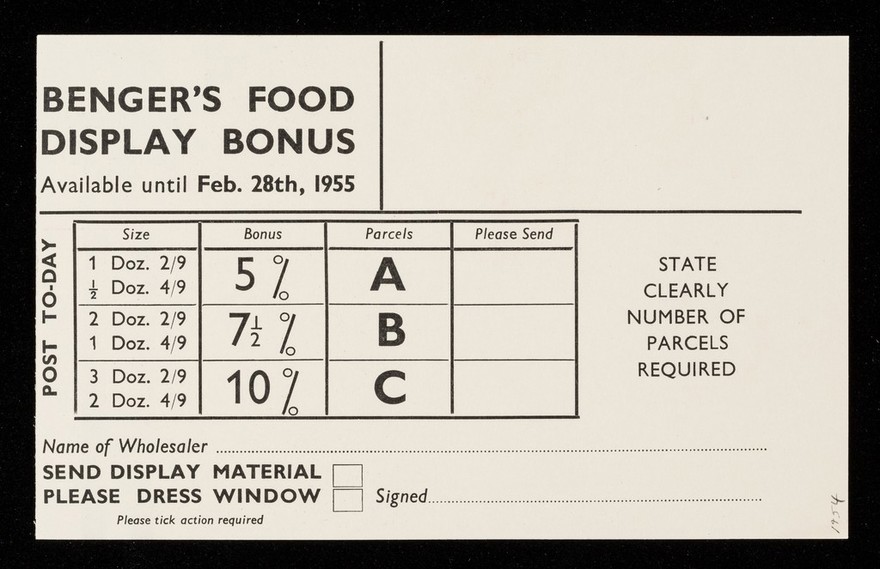 BENGER'S FOOD
DISPLAY BONUS
Available until Feb. 28th, 1955
POST TO-DAY
Size Bonus Parcels Please Send
1 Doz. 2/9
½ Doz. 4/9
5% A
2 Doz. 2/9
1 Doz. 4/9
7½% B
3 Doz. 2/9
2 Doz. 4/9
10% C
STATE
CLEARLY
NUMBER OF
PARCELS
REQUIRED
Name of Wholesaler
SEND DISPLAY MATERIAL
PLEASE DRESS WINDOW
Signed
Please tick action required
1954